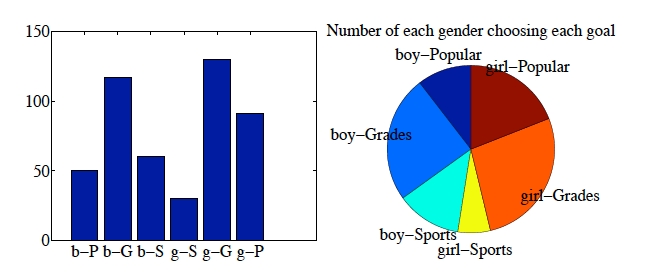 150
100
50
0
b–P b–G b–S g–S g–G g–P
Number of each gender choosing each goal
boy–Popular
girl–Popular
boy–Grades
girl–Grades
boy–Sports
girl–Sports